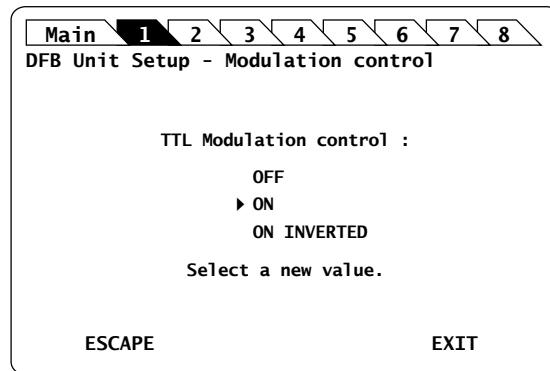 Main 1 2 3 4 5 6 7 8
DFB Unit Setup - Modulation control
TTL Modulation control :
OFF
ON
ON INVERTED
Select a new value.
ESCAPE EXIT